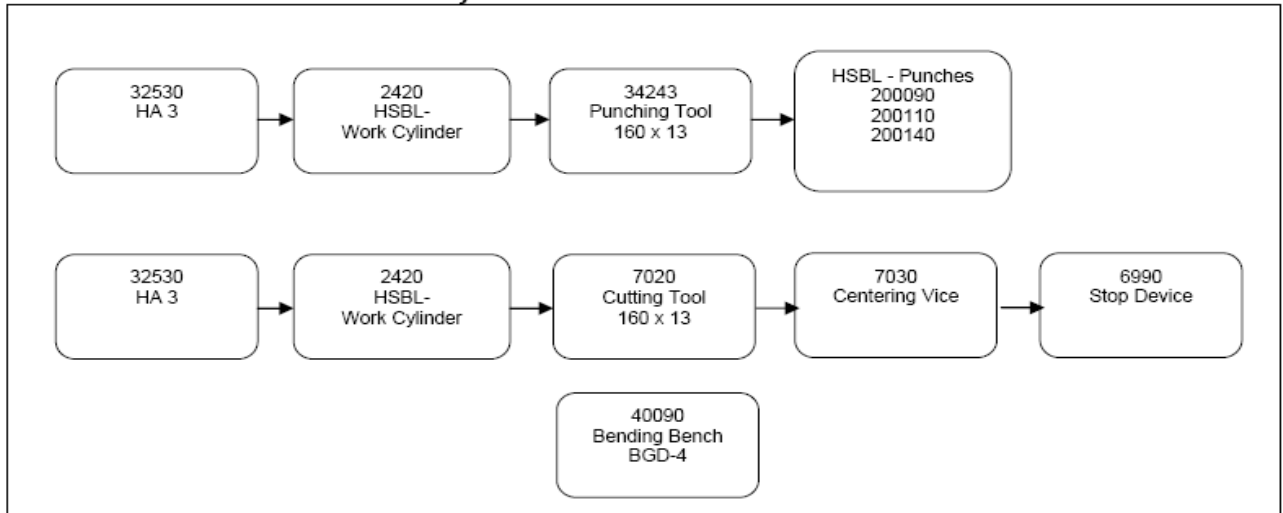 32530
HA 3
2420
HSBL-
Work Cylinder
34243
Punching Tool
160 x 13
HSBL - Punches
200090
200110
200140
32530
HA 3
2420
HSBL-
Work Cylinder
7020
Cutting Tool
160 x 13
7030
Centering Vice
6990
Stop Device
40090
Bending Bench
BGD-4